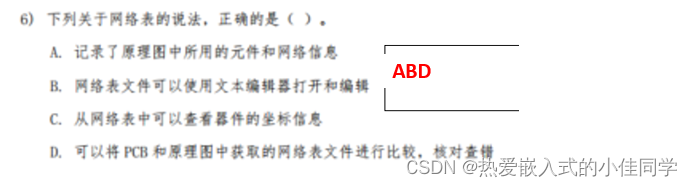 6) 下列关于网络表的说法,正确的是( )。
A. 记录了原理图中所用的元件和网络信息
ABD
B. 网络表文件可以使用文本编辑器打开和编辑
C. 从网络表中可以查看器件的坐标信息
D. 可以将 PCB 和原理图中获取的网络表文件进行比较,核对查错
CSDN @热爱嵌入式的小佳同学